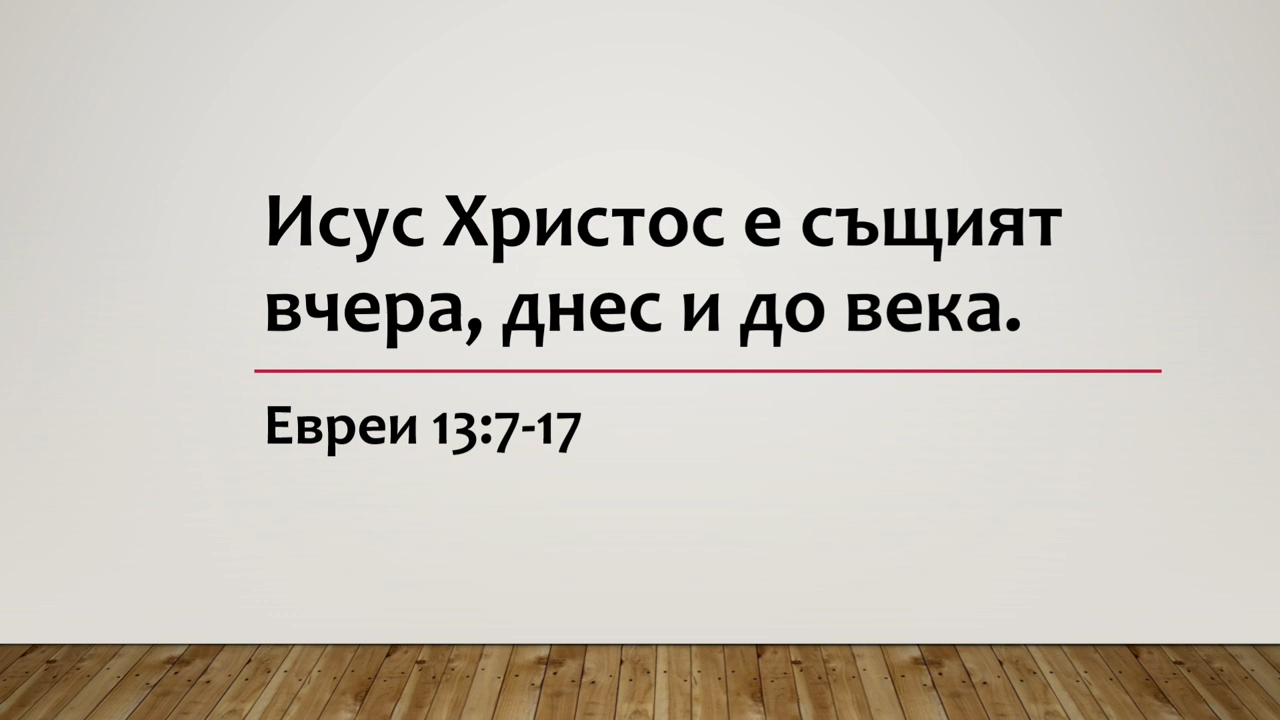 Исус Христос е същият
вчера, днес и до века.
Евреи 13:7-17